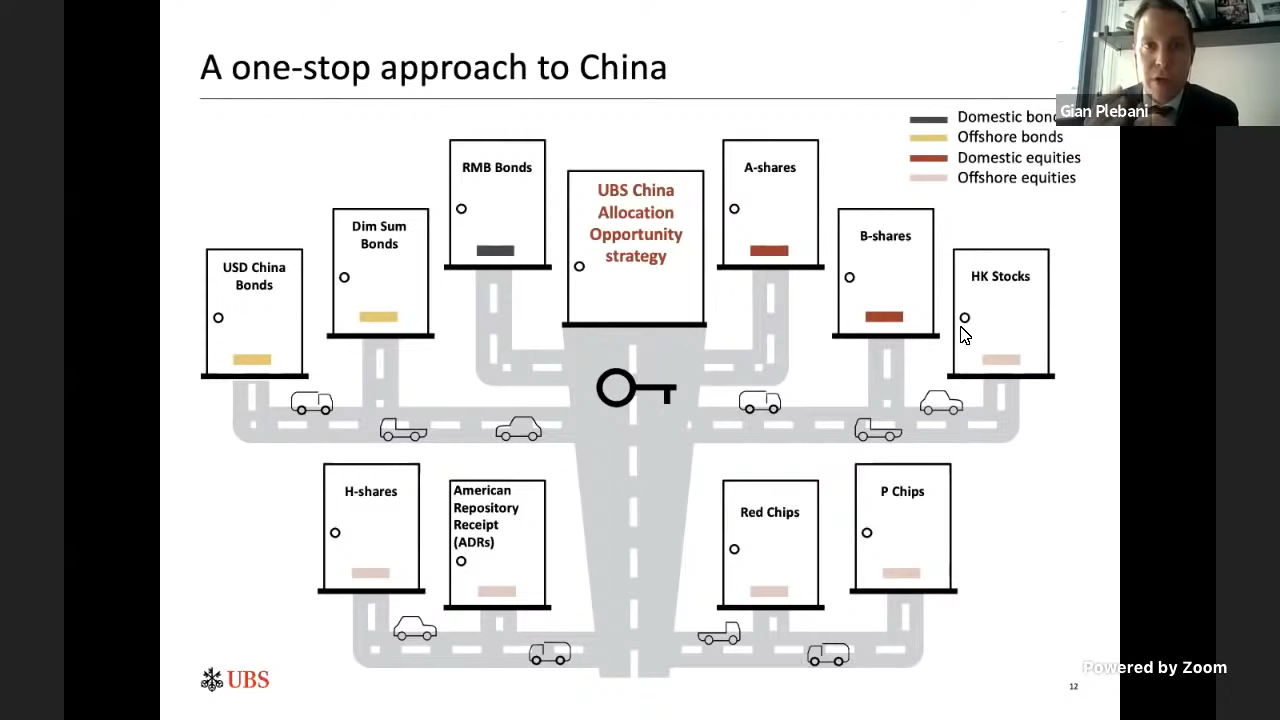 A one-stop approach to China
Gian Plebani
Domestic
Offshore bonds
Domestic equities
Offshore equities
RMB Bonds
UBS China
Allocation
Opportunity
strategy
A-shares
Dim Sum
Bonds
B-shares
USD China
Bonds
HK Stocks
H-shares
American
Repository
Receipt
(ADRs)
Red Chips
P Chips
UBS
12
Powered by Zoom